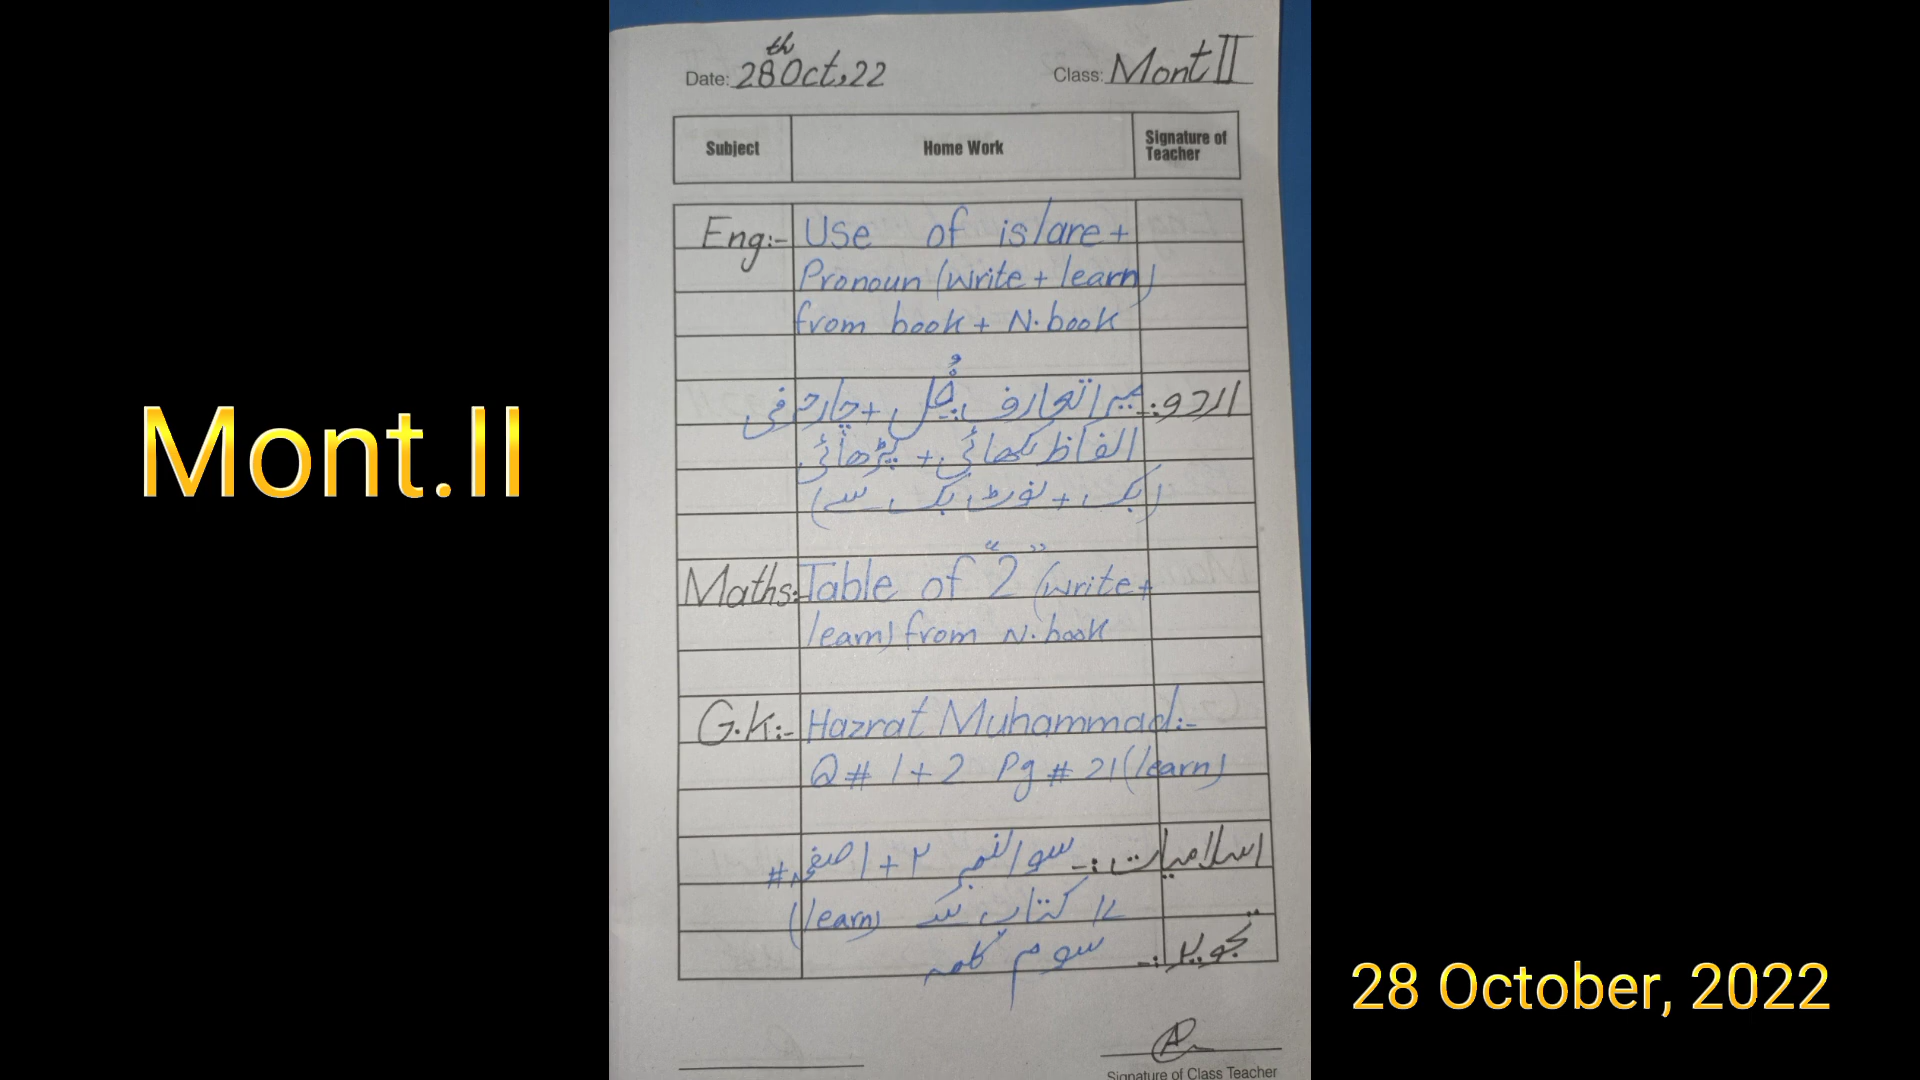 Mont.II
Date: 28th Oct, 22 Class: Mont II
Subject Home Work Signature of Teacher
Eng:- Use of is/are +
Pronoun (write + learn)
from book + N.book
اردو:- میرا تعارف، پُھل + چار حرفی
الفاظ لکھائی + پڑھائی
(بک + نوٹ بک سے)
Maths:- Table of "2" (write +
learn) from N.book
G.K:- Hazrat Muhammad:-
Q # 1 + 2 Pg # 21 (learn)
اسلامیات:- سوالنمبر ۲ + ۱ صفحہ #
کتاب سے (learn)
تجوید:- سوم کلمہ
Signature of Class Teacher
28 October, 2022